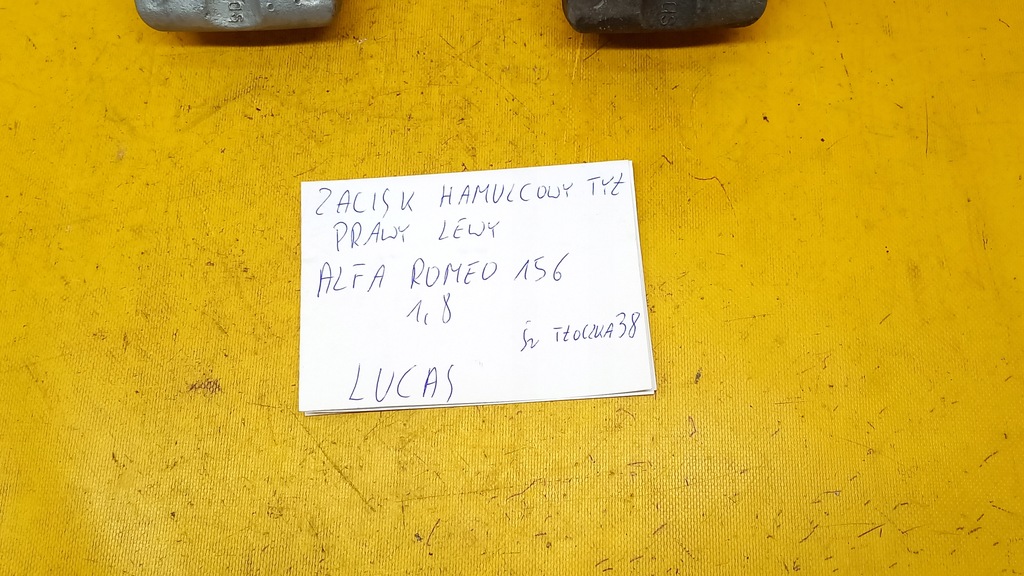 ZACISK HAMULCOWY TYŁ
PRAWY LEWY
ALFA ROMEO 156
1,8
ŚR TŁOCZKA 38
LUCAS